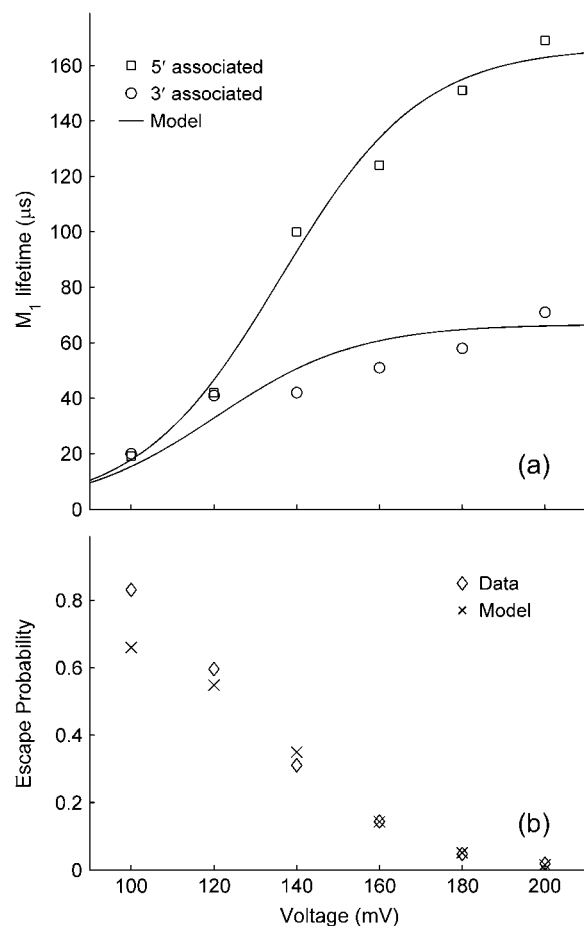 160
140
120
100
80
60
40
20
0
M1 lifetime (μs)
5′ associated
3′ associated
Model
(a)
0.8
0.6
0.4
0.2
0
Escape Probability
Data
Model
(b)
100 120 140 160 180 200
Voltage (mV)